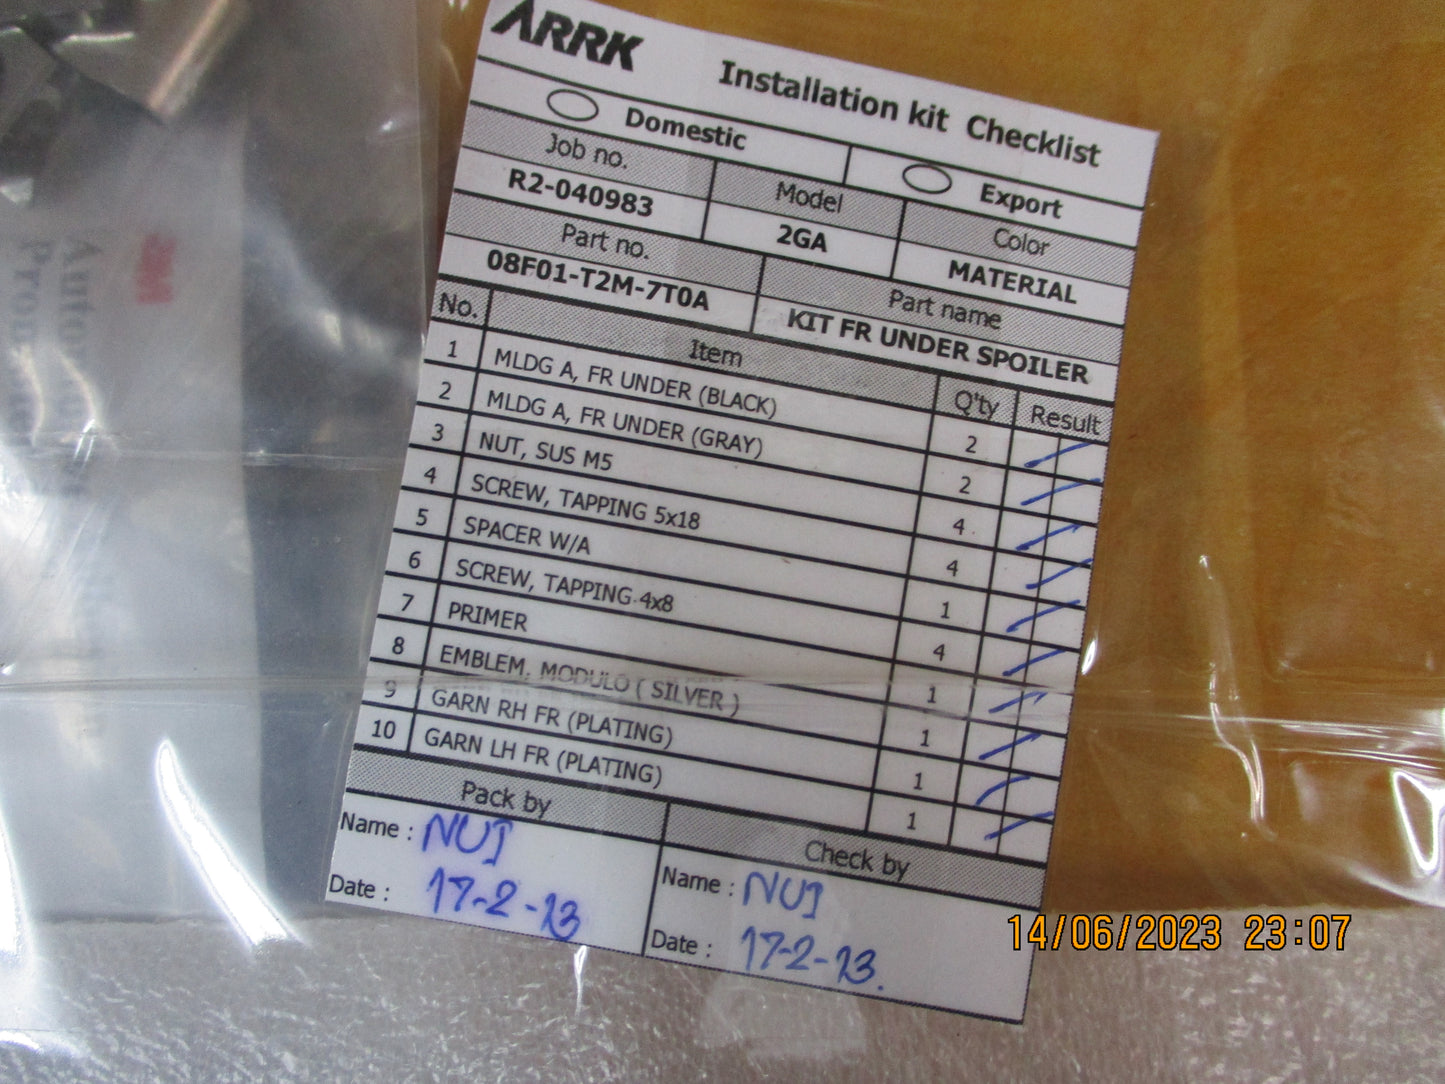 ARRK
Installation kit Checklist
Domestic Export
Job no. Model Color
R2-040983 2GA MATERIAL
Part no. Part name
08F01-T2M-7T0A KIT FR UNDER SPOILER
No. Item Q'ty Result
1 MLDG A, FR UNDER (BLACK) 2
2 MLDG A, FR UNDER (GRAY) 2
3 NUT, SUS M5 4
4 SCREW, TAPPING 5x18 4
5 SPACER W/A 1
6 SCREW, TAPPING 4x8 4
7 PRIMER 1
8 EMBLEM, MODULO ( SILVER ) 1
9 GARN RH FR (PLATING) 1
10 GARN LH FR (PLATING) 1
Pack by Check by
Name : NUI Name : NUI
Date : 17-2-23 Date : 17-2-23.
3M
14/06/2023 23:07